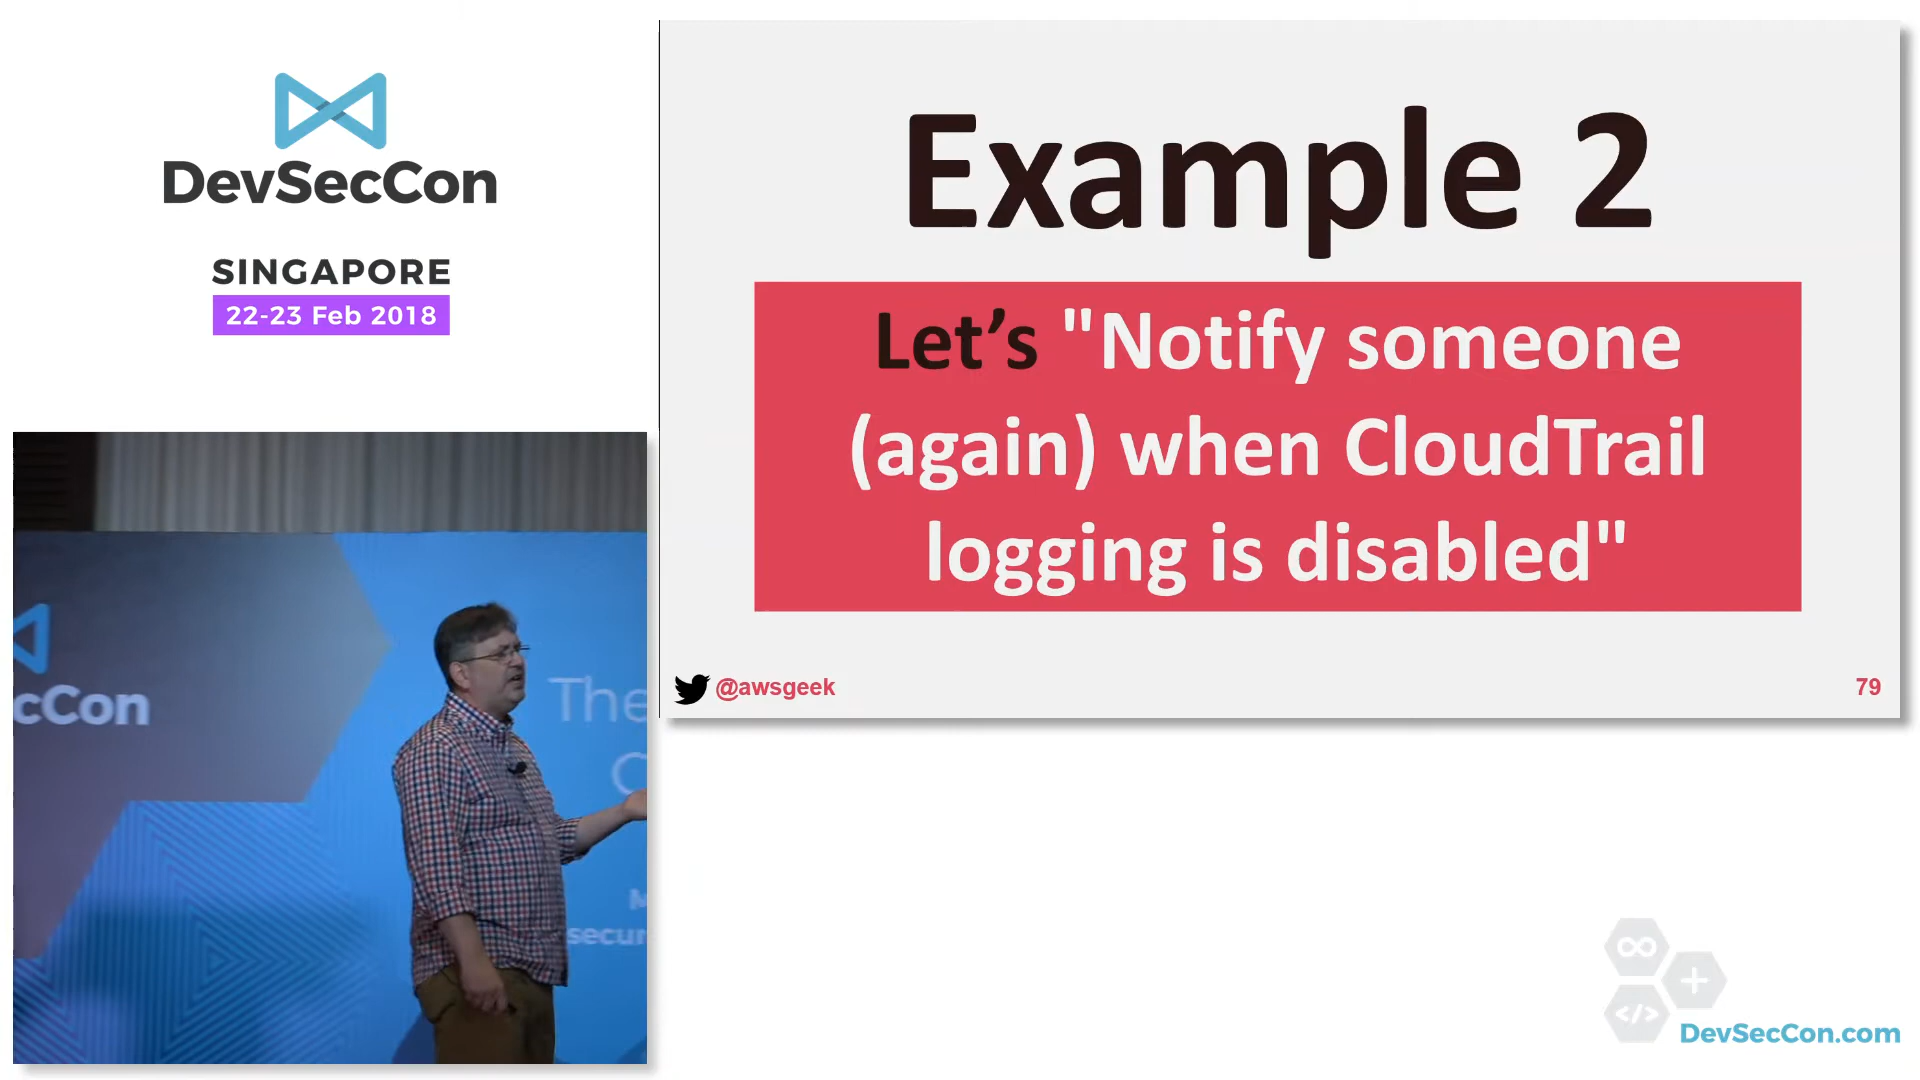 DevSecCon
SINGAPORE
22-23 Feb 2018
Example 2
Let’s "Notify someone
(again) when CloudTrail
logging is disabled"
@awsgeek
79
cCon
The
secur
DevSecCon.com